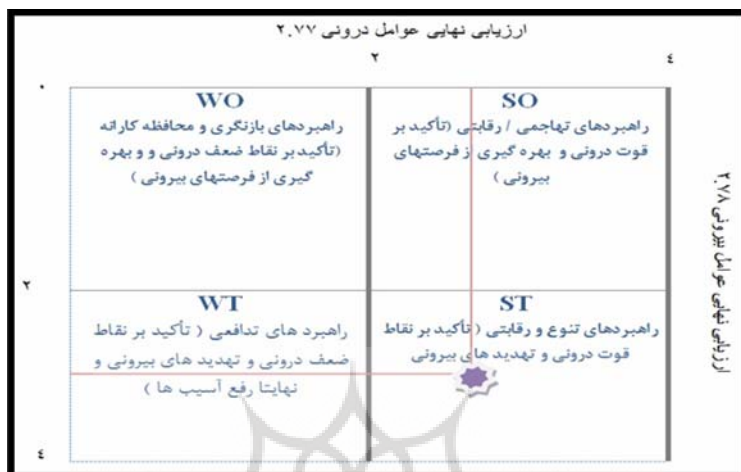 ارزیابی نهایی عوامل درونی ۲.۷۷
۴
۲
۰
SO
راهبردهای تهاجمی / رقابتی (تأکید بر
قوت درونی و بهره گیری از فرصتهای
بیرونی )
WO
راهبردهای بازنگری و محافظه کارانه
(تأکید بر نقاط ضعف درونی و و بهره
گیری از فرصتهای بیرونی )
ارزیابی نهایی عوامل بیرونی ۲.۷۸
۲
ST
راهبردهای تنوع و رقابتی ( تأکید بر نقاط
قوت درونی و تهدید های بیرونی
WT
راهبرد های تدافعی ( تأکید بر نقاط
ضعف درونی و تهدید های بیرونی و
نهایتا رفع آسیب ها )
۴